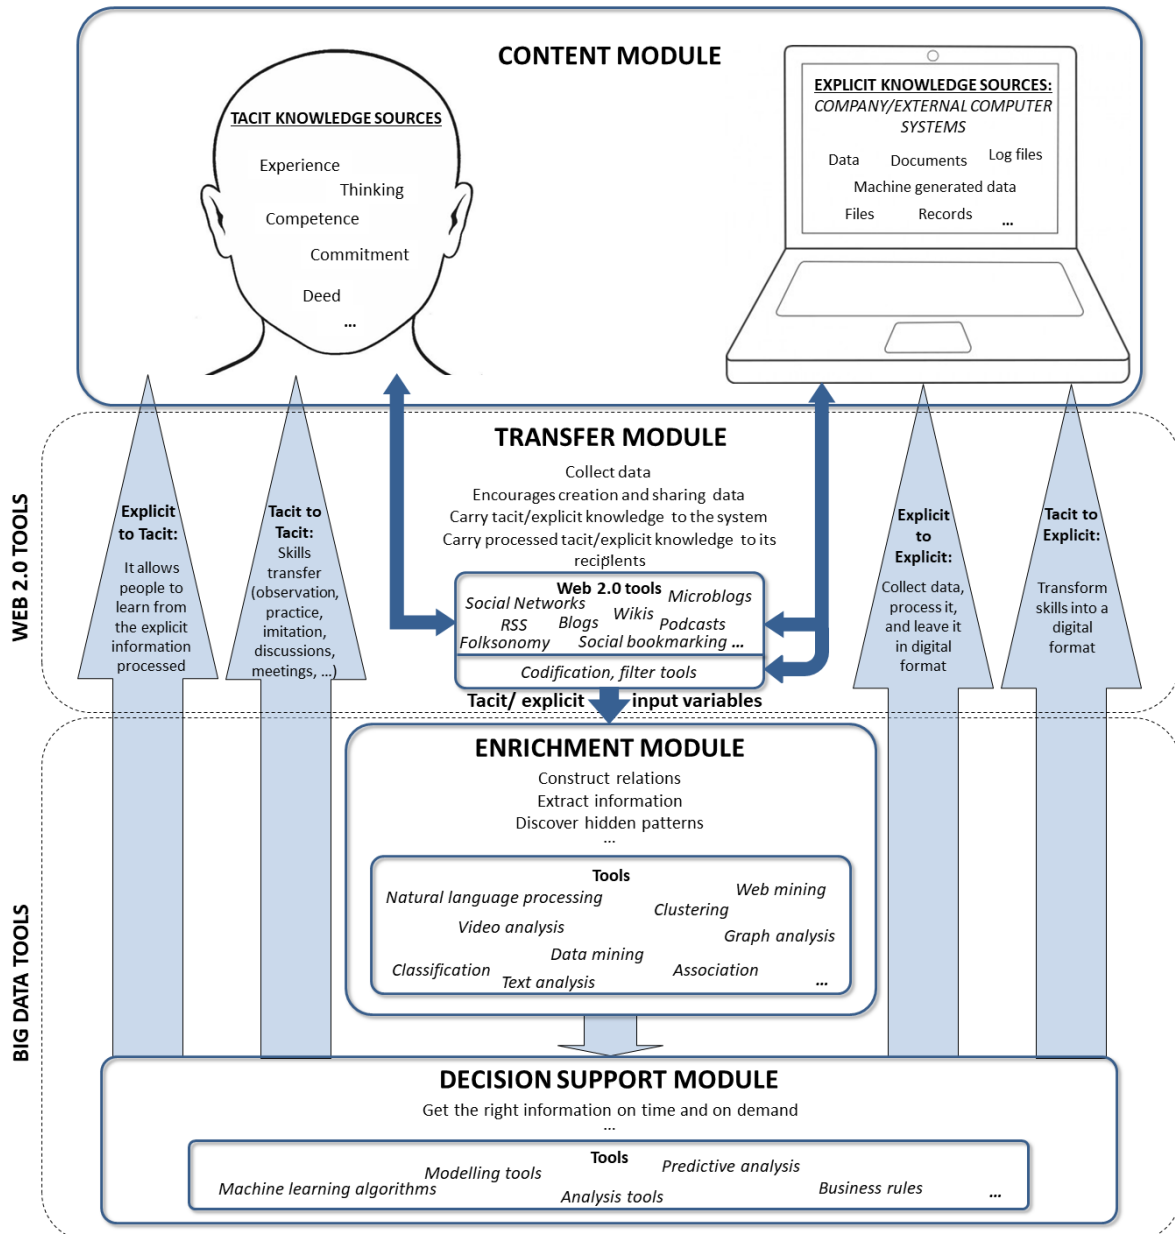 CONTENT MODULE
TACIT KNOWLEDGE SOURCES
Experience
Thinking
Competence
Commitment
Deed
...
EXPLICIT KNOWLEDGE SOURCES:
COMPANY/EXTERNAL COMPUTER
SYSTEMS
Data Documents Log files
Machine generated data
Files Records ...
WEB 2.0 TOOLS
TRANSFER MODULE
Collect data
Encourages creation and sharing data
Carry tacit/explicit knowledge to the system
Carry processed tacit/explicit knowledge to its
recipients
Explicit
to Tacit:
It allows
people to
learn from
the explicit
information
processed
Tacit to
Tacit:
Skills
transfer
(observation,
practice,
imitation,
discussions,
meetings, ...)
Web 2.0 tools
Social Networks Microblogs
RSS Blogs Wikis Podcasts
Folksonomy Social bookmarking ...
Codification, filter tools
Tacit/ explicit input variables
Explicit
to
Explicit:
Collect data,
process it,
and leave it
in digital
format
Tacit to
Explicit:
Transform
skills into a
digital
format
BIG DATA TOOLS
ENRICHMENT MODULE
Construct relations
Extract information
Discover hidden patterns
...
Tools
Natural language processing Web mining
Clustering
Video analysis Graph analysis
Data mining
Classification Association
Text analysis ...
DECISION SUPPORT MODULE
Get the right information on time and on demand
...
Tools
Modelling tools Predictive analysis
Machine learning algorithms Analysis tools Business rules ...